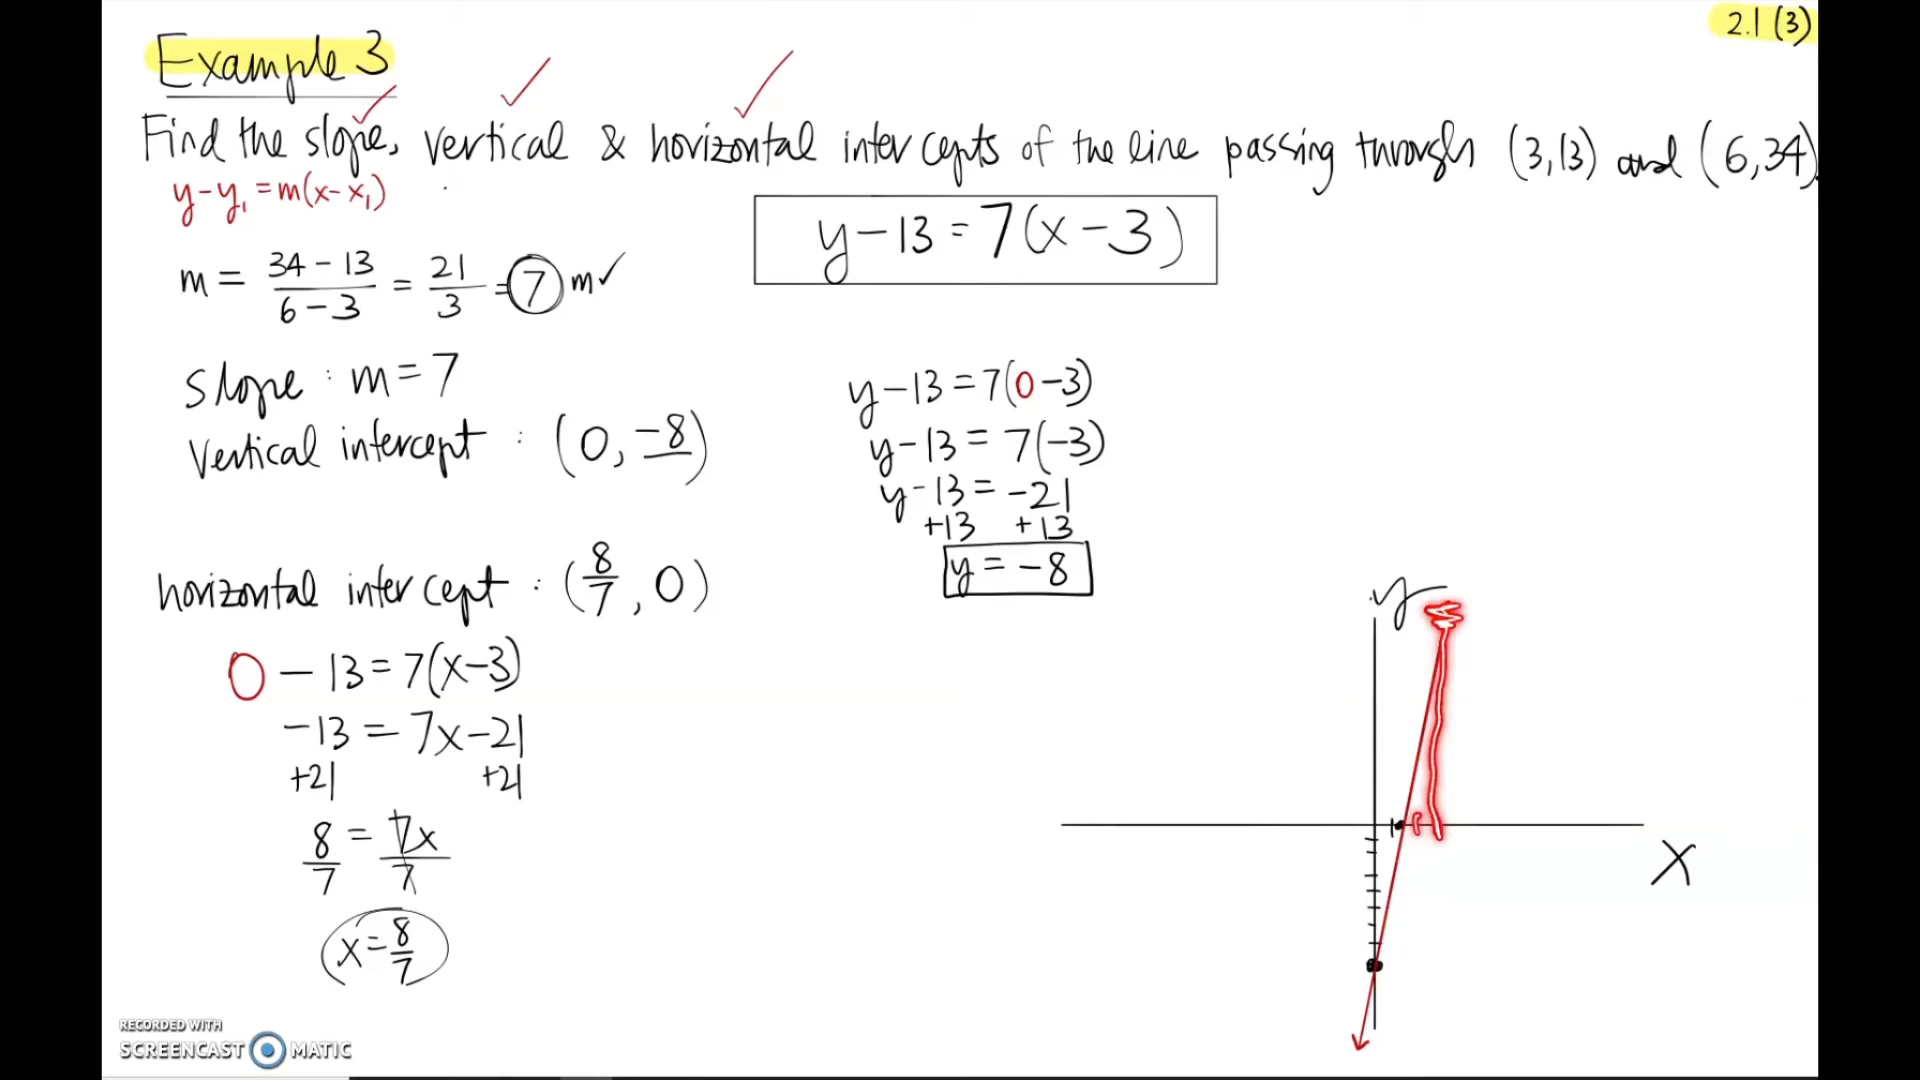 2.1 (3)
Example 3
Find the slope, vertical & horizontal intercepts of the line passing through (3,13) and (6,34).
y-y₁ = m(x-x₁)
y-13 = 7(x-3)
m = (34-13)/(6-3) = 21/3 = 7 m✓
slope : m = 7
Vertical intercept : (0, -8)
y-13 = 7(0-3)
y-13 = 7(-3)
y-13 = -21
+13 +13
y = -8
horizontal intercept : (8/7, 0)
0 - 13 = 7(x-3)
-13 = 7x-21
+21 +21
8/7 = 7x/7
x = 8/7
y
x
RECORDED WITH
SCREENCAST MATIC